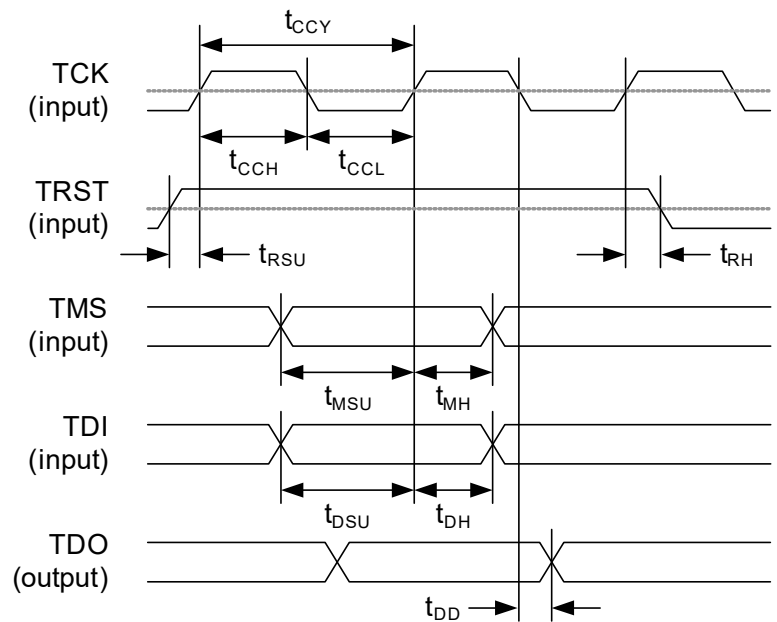 tCCY
TCK
(input)
tCCH
tCCL
TRST
(input)
tRSU
tRH
TMS
(input)
tMSU
tMH
TDI
(input)
tDSU
tDH
TDO
(output)
tDD